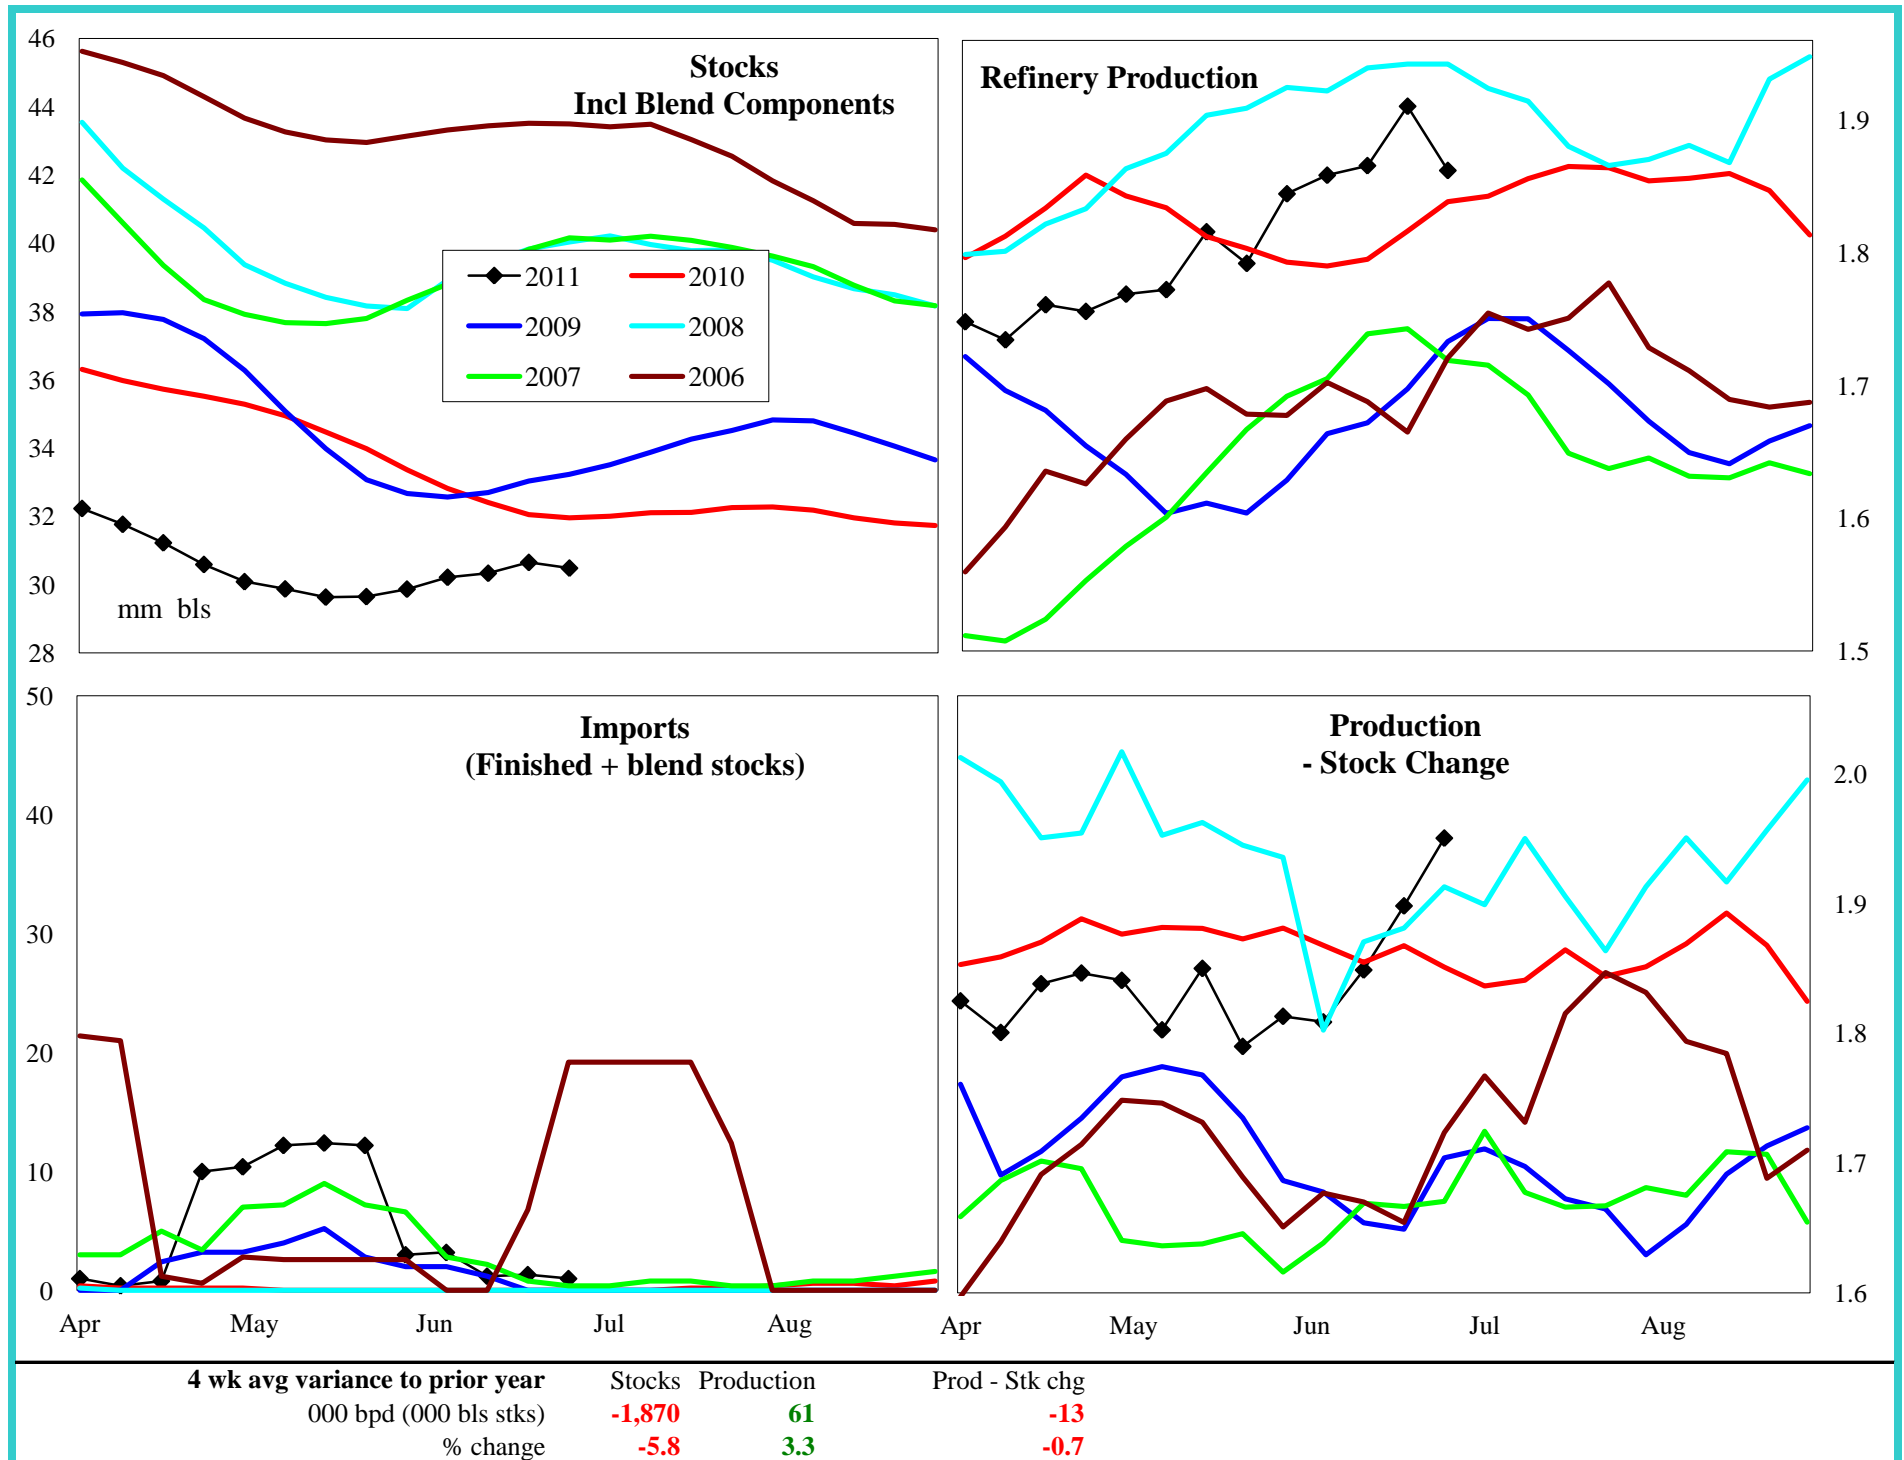 Stocks
Incl Blend Components
46
44
42
40
38
36
34
32
30
28
2011
2010
2009
2008
2007
2006
mm bls
Refinery Production
1.9
1.8
1.7
1.6
1.5
Imports
(Finished + blend stocks)
50
40
30
20
10
0
Apr May Jun Jul Aug
Production
- Stock Change
2.0
1.9
1.8
1.7
1.6
Apr May Jun Jul Aug
4 wk avg variance to prior year Stocks Production Prod - Stk chg
000 bpd (000 bls stks) -1,870 61 -13
% change -5.8 3.3 -0.7